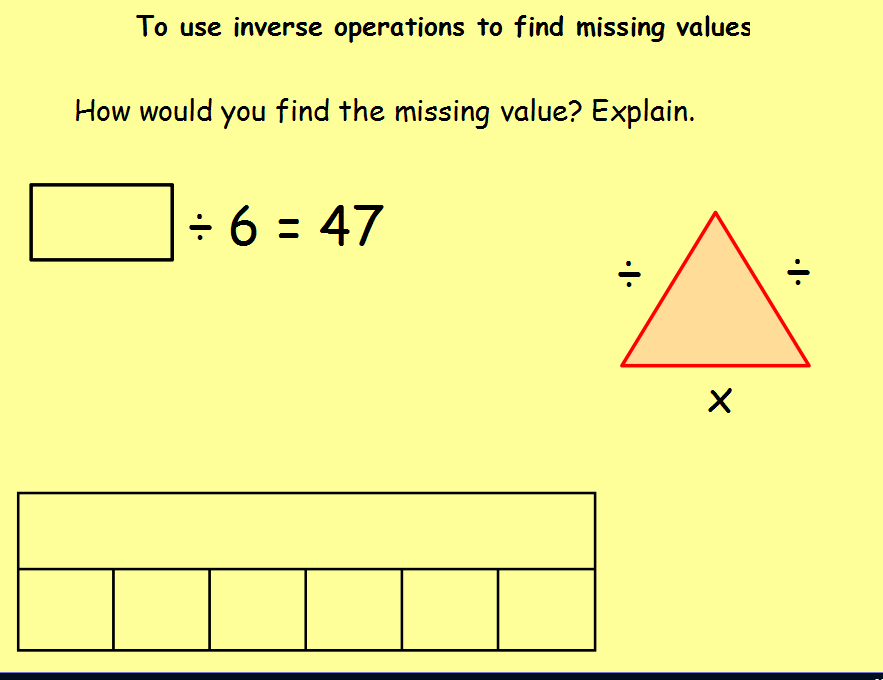 To use inverse operations to find missing values
How would you find the missing value? Explain.
÷ 6 = 47
÷ ÷
x